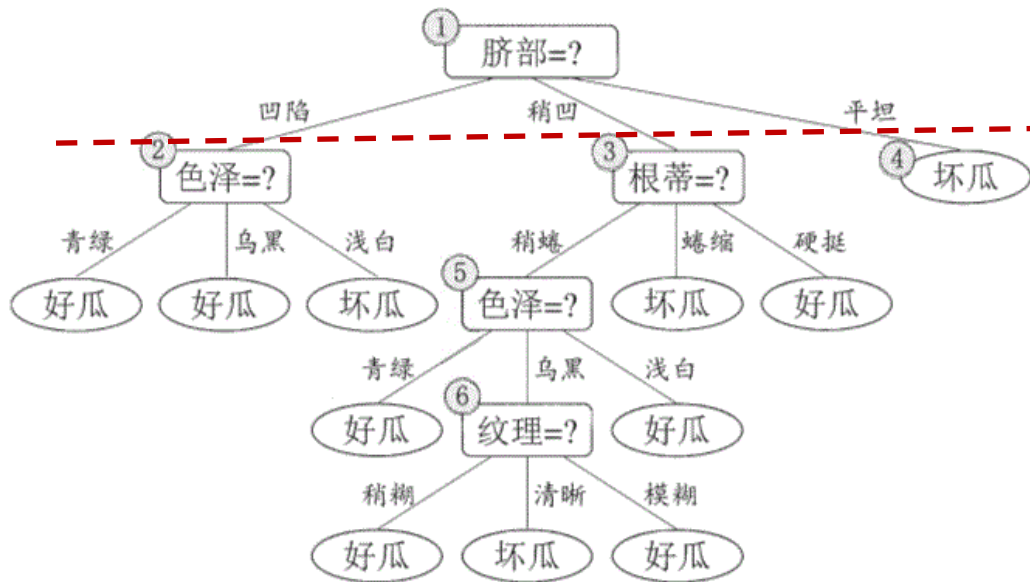 ① 脐部=?
凹陷 稍凹 平坦
② 色泽=? ③ 根蒂=? ④ 坏瓜
青绿 乌黑 浅白 稍蜷 蜷缩 硬挺
好瓜 好瓜 坏瓜 ⑤ 色泽=? 坏瓜 好瓜
青绿 乌黑 浅白
好瓜 ⑥ 纹理=? 好瓜
稍糊 清晰 模糊
好瓜 坏瓜 好瓜